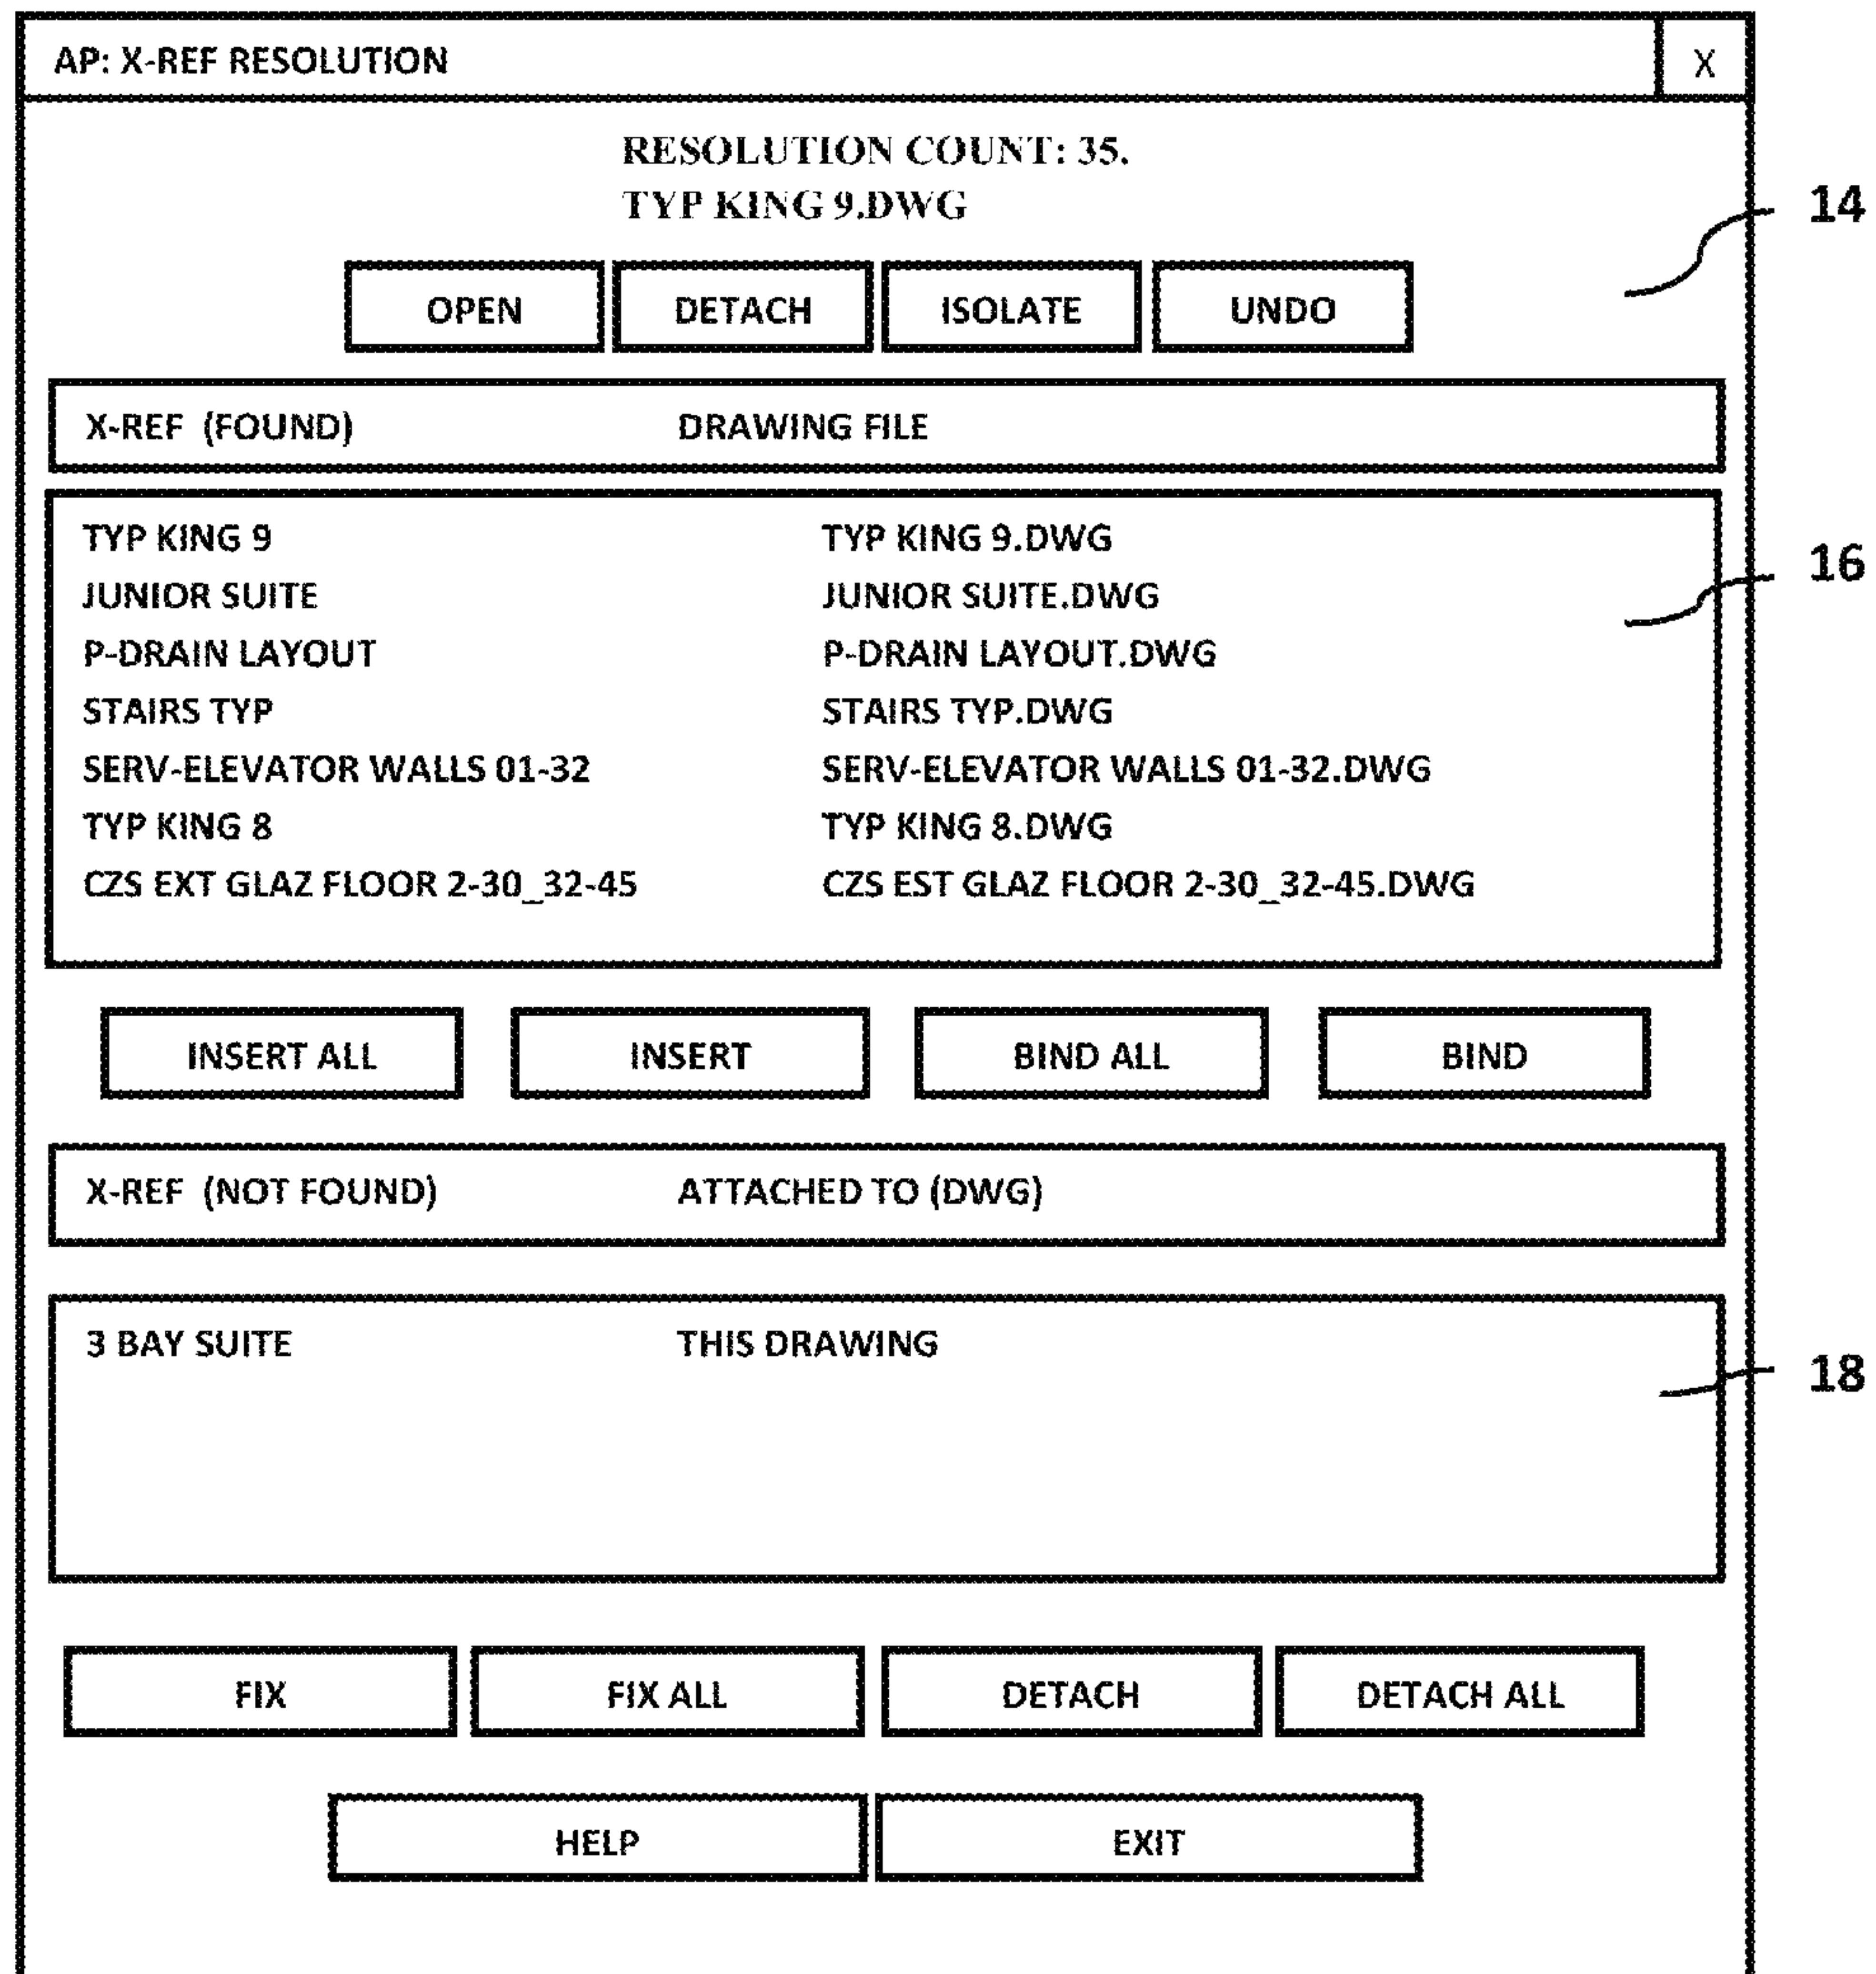 AP: X-REF RESOLUTION X
RESOLUTION COUNT: 35.
TYP KING 9.DWG
14
OPEN DETACH ISOLATE UNDO
X-REF (FOUND) DRAWING FILE
TYP KING 9 TYP KING 9.DWG
16
JUNIOR SUITE JUNIOR SUITE.DWG
P-DRAIN LAYOUT P-DRAIN LAYOUT.DWG
STAIRS TYP STAIRS TYP.DWG
SERV-ELEVATOR WALLS 01-32 SERV-ELEVATOR WALLS 01-32.DWG
TYP KING 8 TYP KING 8.DWG
CZS EXT GLAZ FLOOR 2-30_32-45 CZS EST GLAZ FLOOR 2-30_32-45.DWG
INSERT ALL INSERT BIND ALL BIND
X-REF (NOT FOUND) ATTACHED TO (DWG)
3 BAY SUITE THIS DRAWING
18
FIX FIX ALL DETACH DETACH ALL
HELP EXIT